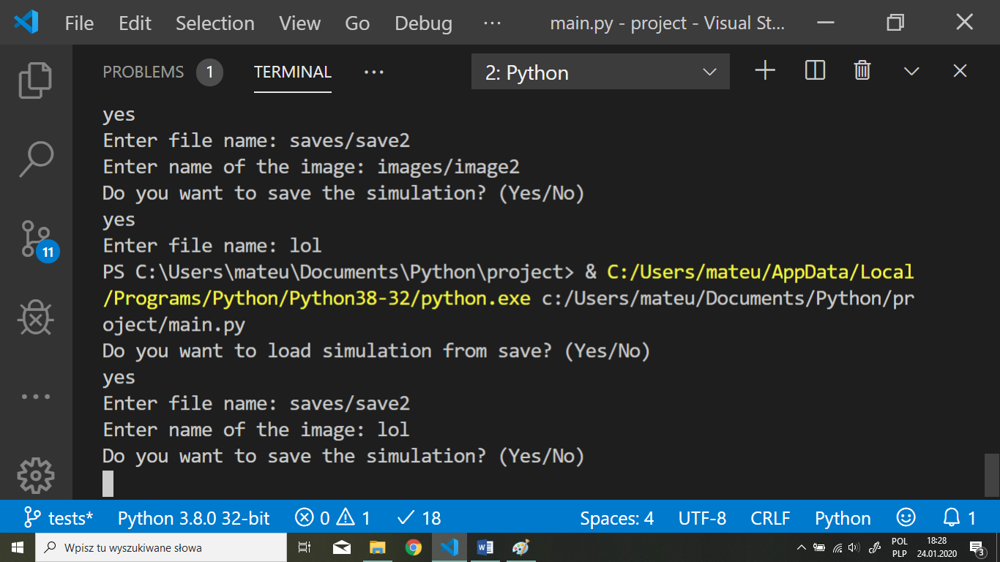 File Edit Selection View Go Debug ··· main.py - project - Visual St...
PROBLEMS 1 TERMINAL ··· 2: Python
yes
Enter file name: saves/save2
Enter name of the image: images/image2
Do you want to save the simulation? (Yes/No)
yes
Enter file name: lol
PS C:\Users\mateu\Documents\Python\project> & C:/Users/mateu/AppData/Local
/Programs/Python/Python38-32/python.exe c:/Users/mateu/Documents/Python/pr
oject/main.py
Do you want to load simulation from save? (Yes/No)
yes
Enter file name: saves/save2
Enter name of the image: lol
Do you want to save the simulation? (Yes/No)
11
tests* Python 3.8.0 32-bit 0 1 18 Spaces: 4 UTF-8 CRLF Python 1
Wpisz tu wyszukiwane słowa
POL 18:28
PLP 24.01.2020 3